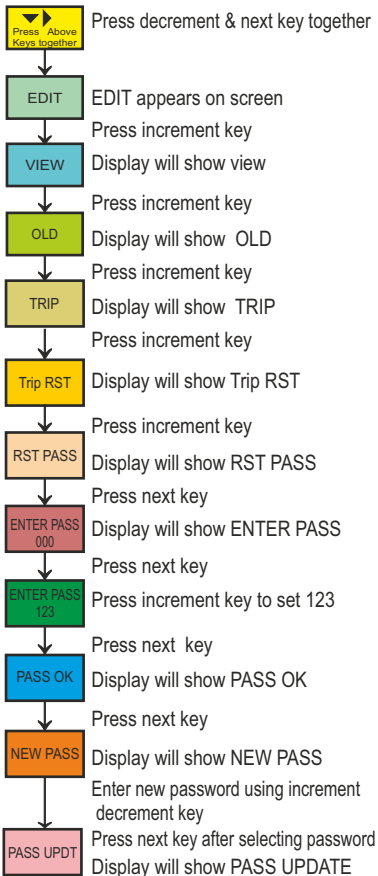 Press Above
Keys together
Press decrement & next key together
EDIT
EDIT appears on screen
Press increment key
VIEW
Display will show view
Press increment key
OLD
Display will show OLD
Press increment key
TRIP
Display will show TRIP
Press increment key
Trip RST
Display will show Trip RST
Press increment key
RST PASS
Display will show RST PASS
Press next key
ENTER PASS
000
Display will show ENTER PASS
Press next key
ENTER PASS
123
Press increment key to set 123
Press next key
PASS OK
Display will show PASS OK
Press next key
NEW PASS
Display will show NEW PASS
Enter new password using increment
decrement key
Press next key after selecting password
PASS UPDT
Display will show PASS UPDATE